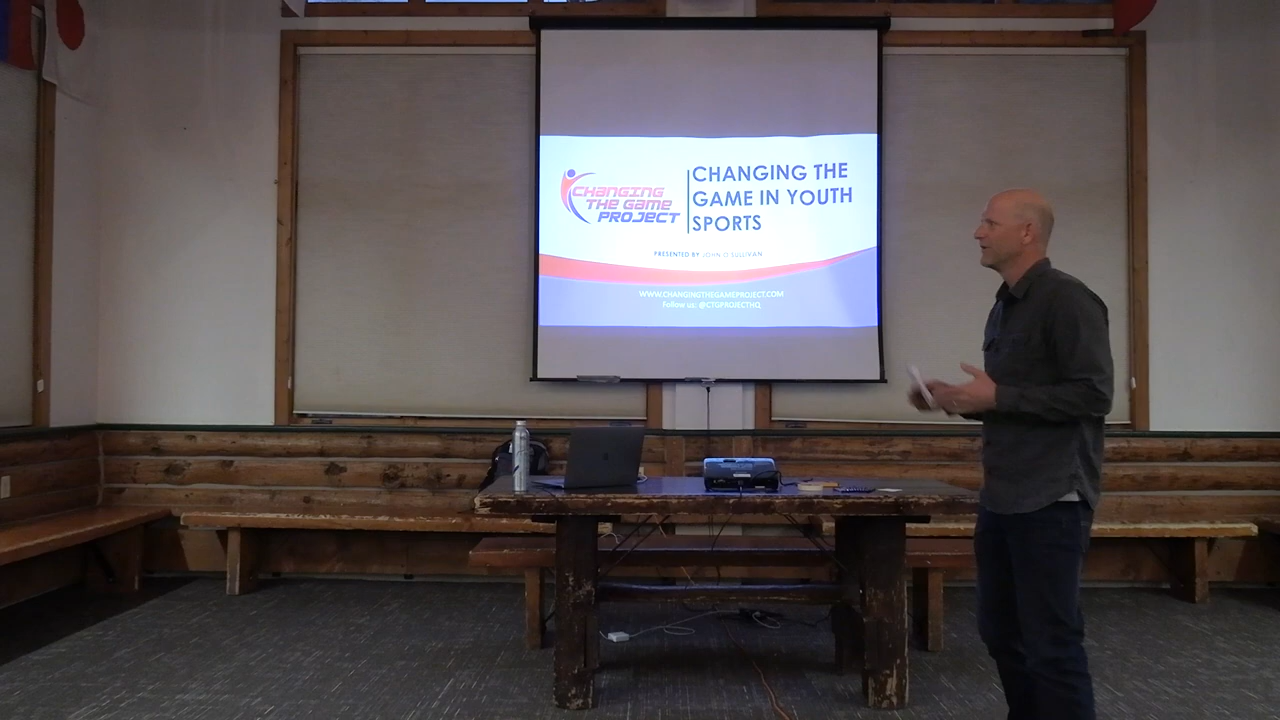 CHANGING
THE GAME
PROJECT
CHANGING THE
GAME IN YOUTH
SPORTS
PRESENTED BY JOHN O SULLIVAN
WWW.CHANGINGTHEGAMEPROJECT.COM
Follow us: @CTGPROJECTHQ